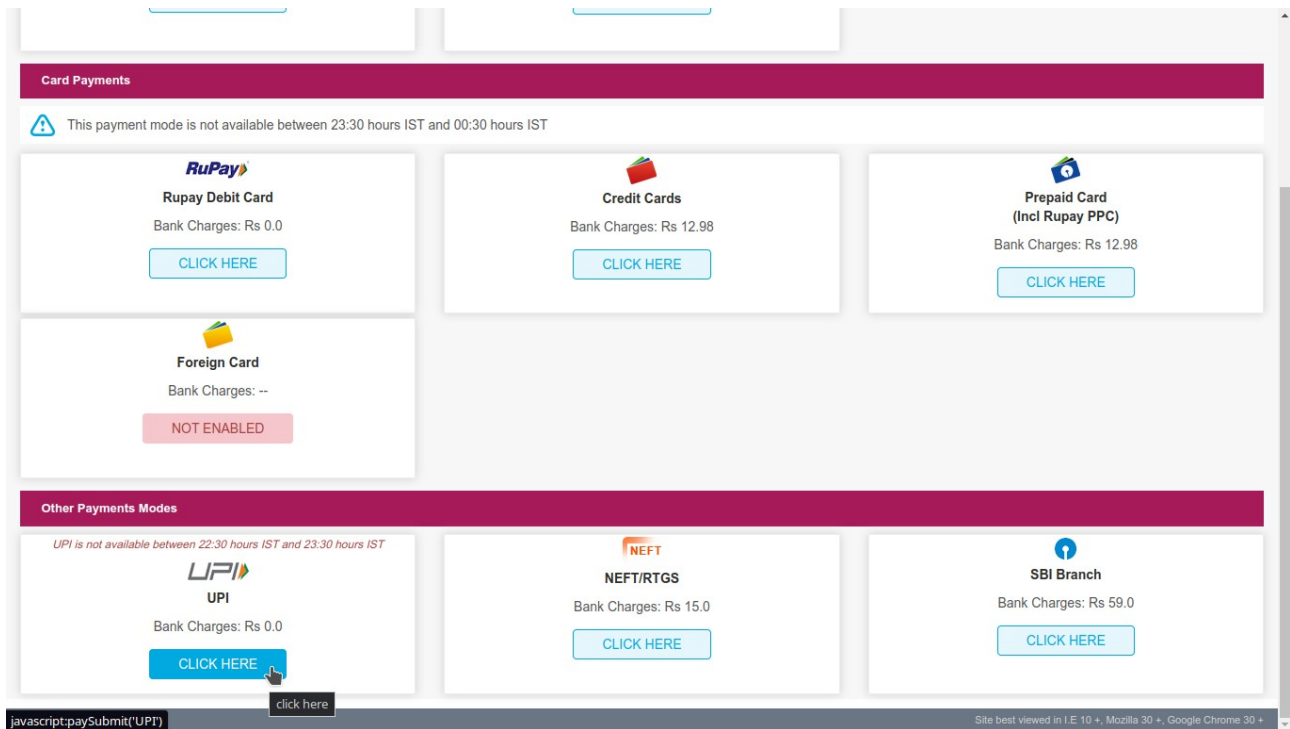 Card Payments
This payment mode is not available between 23:30 hours IST and 00:30 hours IST
RuPay
Rupay Debit Card
Bank Charges: Rs 0.0
CLICK HERE
Credit Cards
Bank Charges: Rs 12.98
CLICK HERE
Prepaid Card
(Incl Rupay PPC)
Bank Charges: Rs 12.98
CLICK HERE
Foreign Card
Bank Charges: --
NOT ENABLED
Other Payments Modes
UPI is not available between 22:30 hours IST and 23:30 hours IST
UPI
UPI
Bank Charges: Rs 0.0
CLICK HERE
click here
NEFT
NEFT/RTGS
Bank Charges: Rs 15.0
CLICK HERE
SBI Branch
Bank Charges: Rs 59.0
CLICK HERE
javascript:paySubmit('UPI')
Site best viewed in I.E 10 +, Mozilla 30 +, Google Chrome 30 +